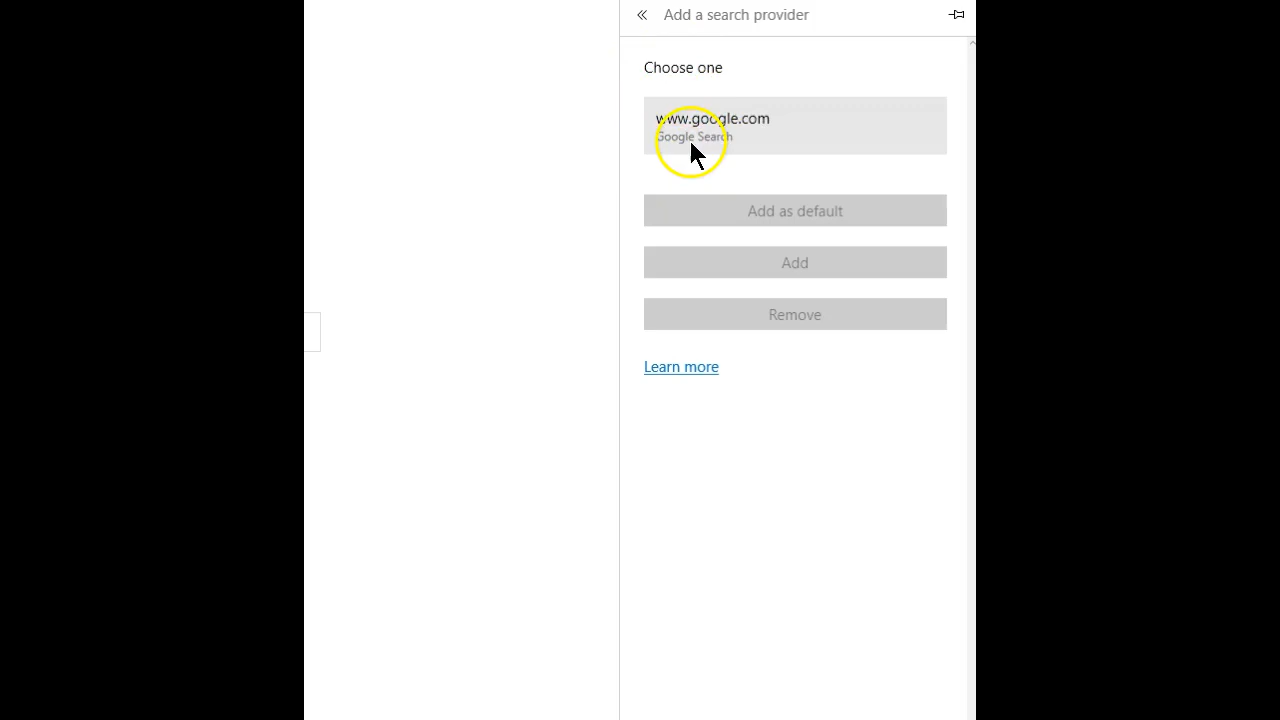 Add a search provider
Choose one
www.google.com
Google Search
Add as default
Add
Remove
Learn more